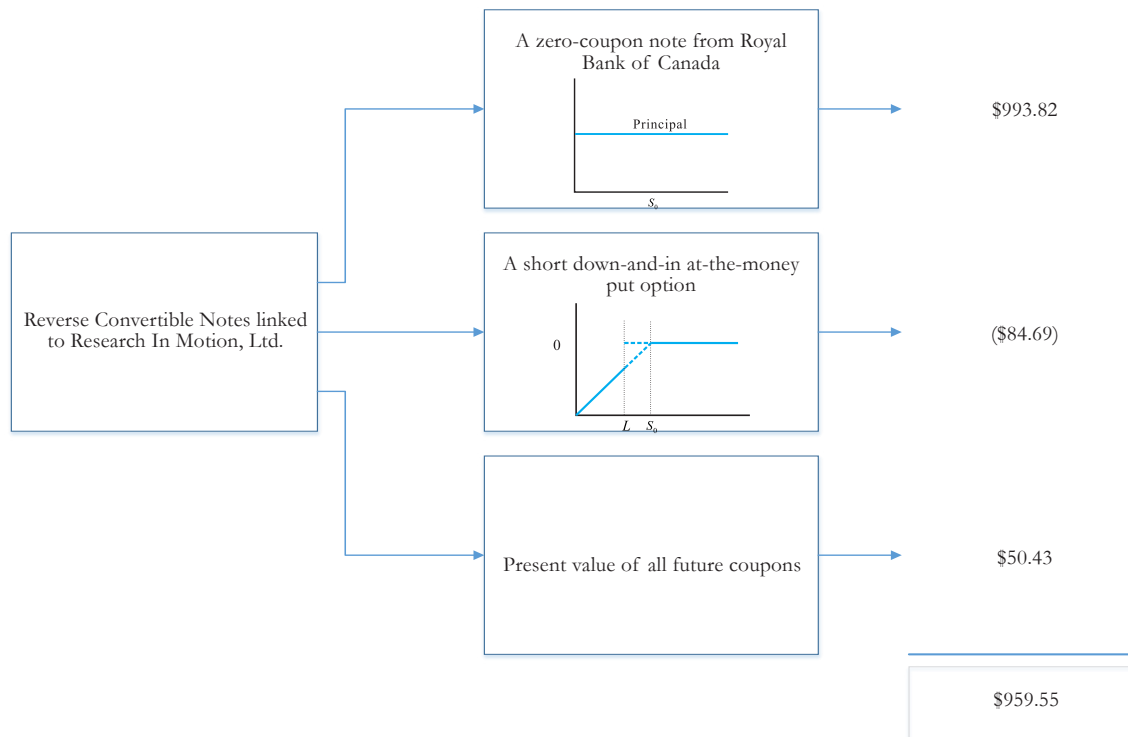 A zero-coupon note from Royal
Bank of Canada
Principal
S₀
$993.82
Reverse Convertible Notes linked
to Research In Motion, Ltd.
A short down-and-in at-the-money
put option
0
L S₀
($84.69)
Present value of all future coupons
$50.43
$959.55